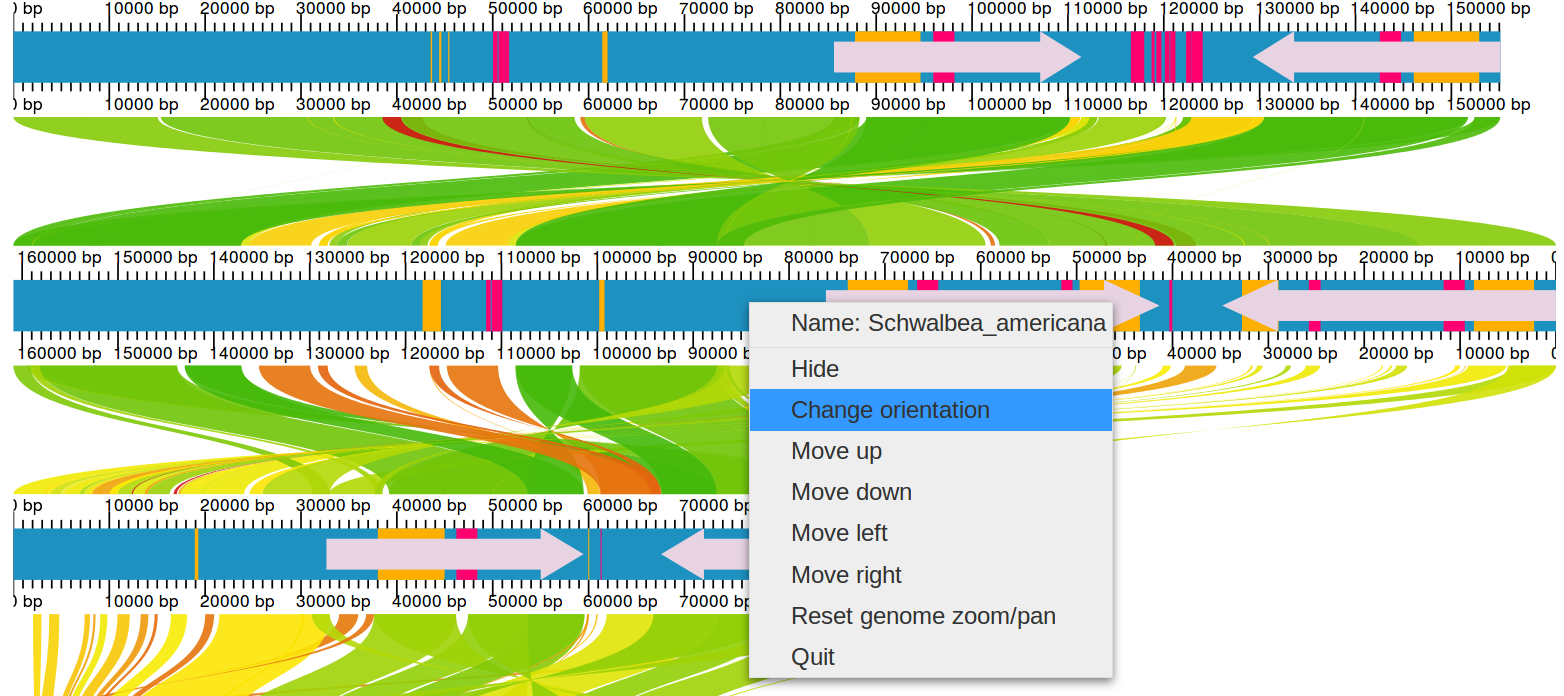 0 bp 10000 bp 20000 bp 30000 bp 40000 bp 50000 bp 60000 bp 70000 bp 80000 bp 90000 bp 100000 bp 110000 bp 120000 bp 130000 bp 140000 bp 150000 bp
0 bp 10000 bp 20000 bp 30000 bp 40000 bp 50000 bp 60000 bp 70000 bp 80000 bp 90000 bp 100000 bp 110000 bp 120000 bp 130000 bp 140000 bp 150000 bp
160000 bp 150000 bp 140000 bp 130000 bp 120000 bp 110000 bp 100000 bp 90000 bp 80000 bp 70000 bp 60000 bp 50000 bp 40000 bp 30000 bp 20000 bp 10000 bp 0
160000 bp 150000 bp 140000 bp 130000 bp 120000 bp 110000 bp 100000 bp 90000 b 0 bp 40000 bp 30000 bp 20000 bp 10000 bp 0
0 bp 10000 bp 20000 bp 30000 bp 40000 bp 50000 bp 60000 bp 70000 bp
0 bp 10000 bp 20000 bp 30000 bp 40000 bp 50000 bp 60000 bp 70000 bp
Name: Schwalbea_americana
Hide
Change orientation
Move up
Move down
Move left
Move right
Reset genome zoom/pan
Quit